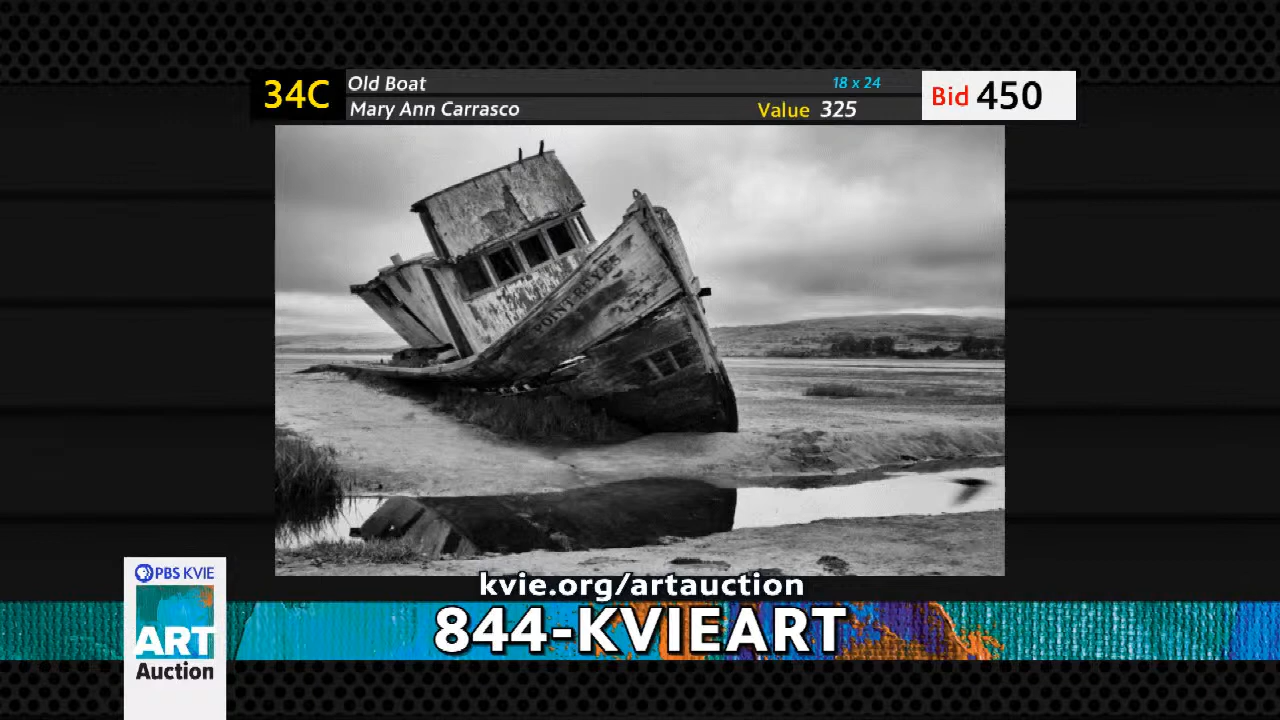 34C
Old Boat
18 x 24
Mary Ann Carrasco
Value 325
Bid 450
POINT REYES
kvie.org/artauction
844-KVIEART
PBS KVIE
ART
Auction